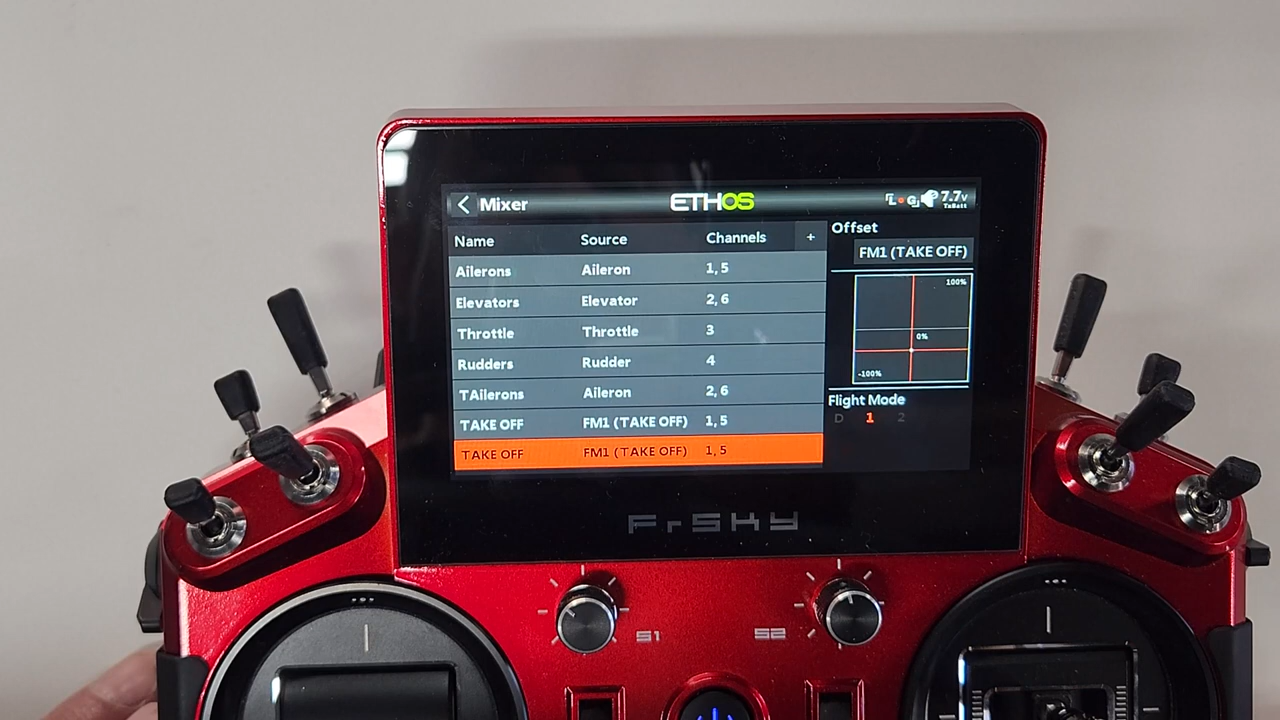 < Mixer
ETHOS
7.7v
TxBatt
Name Source Channels +
Ailerons Aileron 1, 5
Elevators Elevator 2, 6
Throttle Throttle 3
Rudders Rudder 4
TAilerons Aileron 2, 6
TAKE OFF FM1 (TAKE OFF) 1, 5
TAKE OFF FM1 (TAKE OFF) 1, 5
Offset
FM1 (TAKE OFF)
100%
0%
-100%
Flight Mode
D 1 2
FrSKY
S1
S2